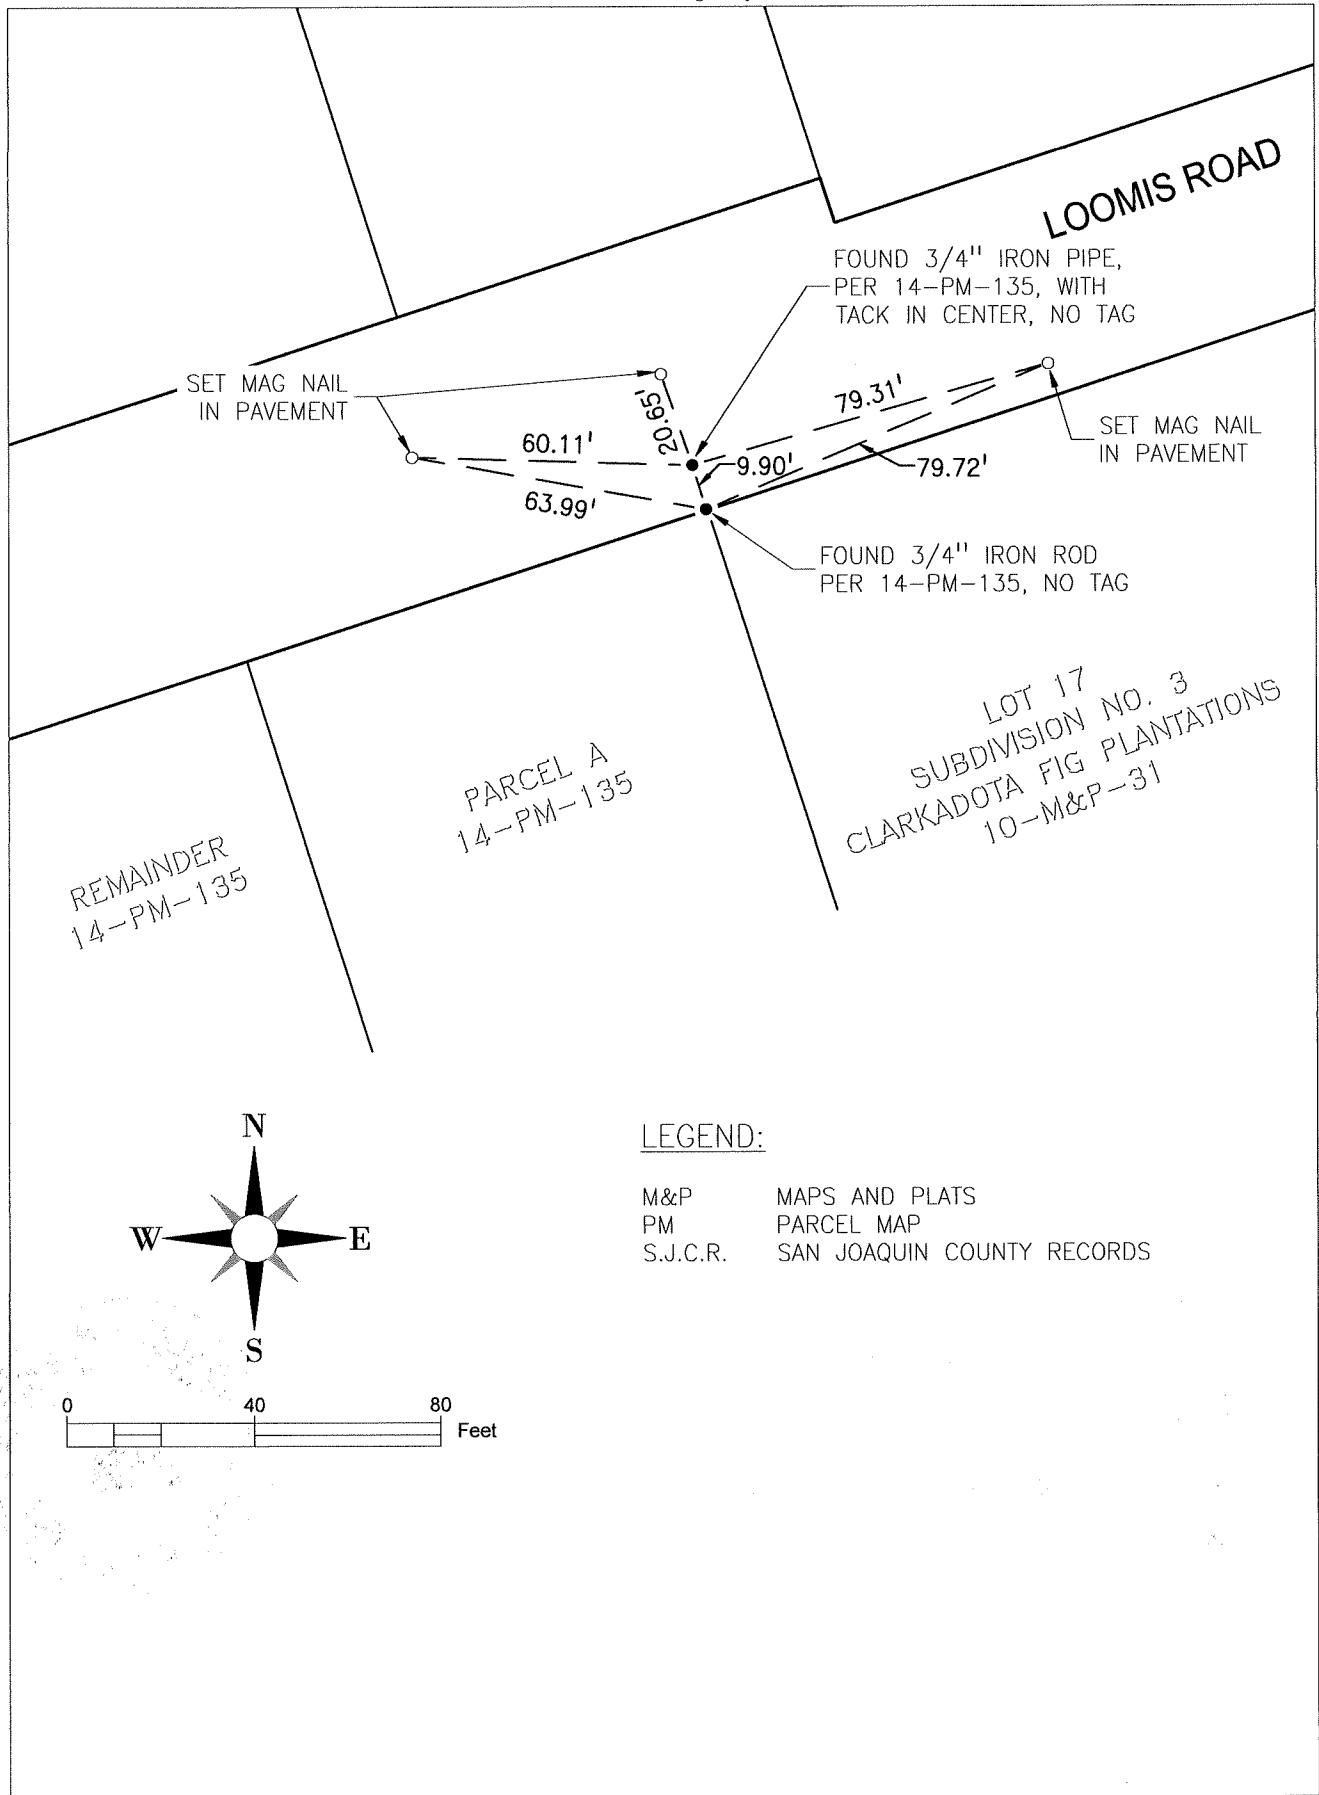 LOOMIS ROAD
FOUND 3/4" IRON PIPE,
PER 14-PM-135, WITH
TACK IN CENTER, NO TAG
SET MAG NAIL
IN PAVEMENT
20.65'
79.31'
60.11'
9.90'
79.72'
SET MAG NAIL
IN PAVEMENT
63.99'
FOUND 3/4" IRON ROD
PER 14-PM-135, NO TAG
LOT 17
SUBDIVISION NO. 3
CLARKADOTA FIG PLANTATIONS
10-M&P-31
PARCEL A
14-PM-135
REMAINDER
14-PM-135
N
W E
S
LEGEND:
M&P MAPS AND PLATS
PM PARCEL MAP
S.J.C.R. SAN JOAQUIN COUNTY RECORDS
0 40 80
Feet